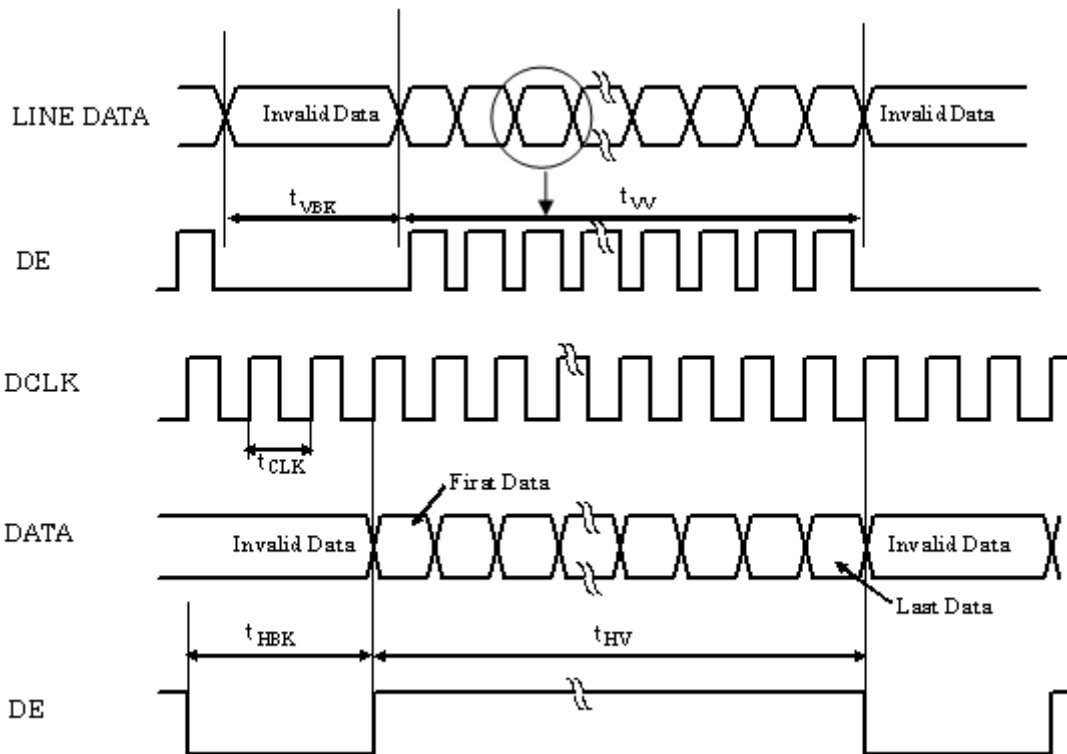 LINE DATA
Invalid Data
Invalid Data
tVBK
tVV
DE
DCLK
tCLK
First Data
DATA
Invalid Data
Invalid Data
Last Data
tHBK
tHV
DE